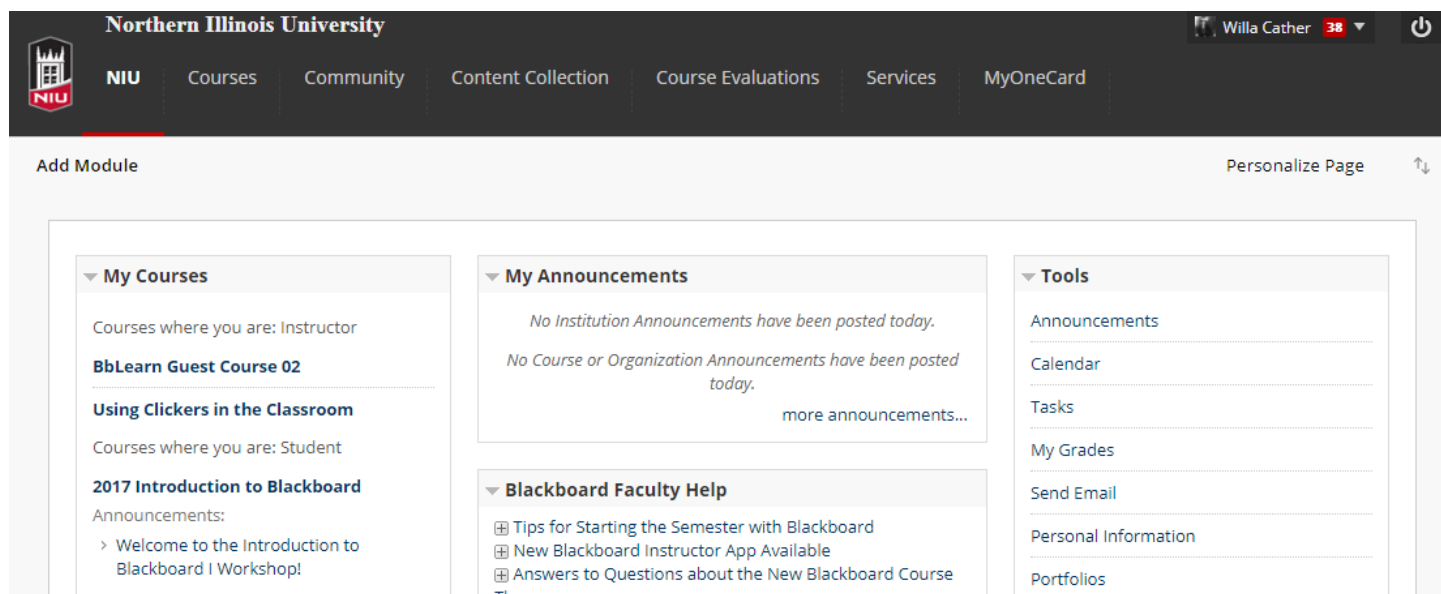 Northern Illinois University
Willa Cather 38
NIU
NIU Courses Community Content Collection Course Evaluations Services MyOneCard
Add Module
Personalize Page
My Courses
Courses where you are: Instructor
BbLearn Guest Course 02
Using Clickers in the Classroom
Courses where you are: Student
2017 Introduction to Blackboard
Announcements:
Welcome to the Introduction to
Blackboard I Workshop!
My Announcements
No Institution Announcements have been posted today.
No Course or Organization Announcements have been posted
today.
more announcements...
Blackboard Faculty Help
Tips for Starting the Semester with Blackboard
New Blackboard Instructor App Available
Answers to Questions about the New Blackboard Course
Tools
Announcements
Calendar
Tasks
My Grades
Send Email
Personal Information
Portfolios